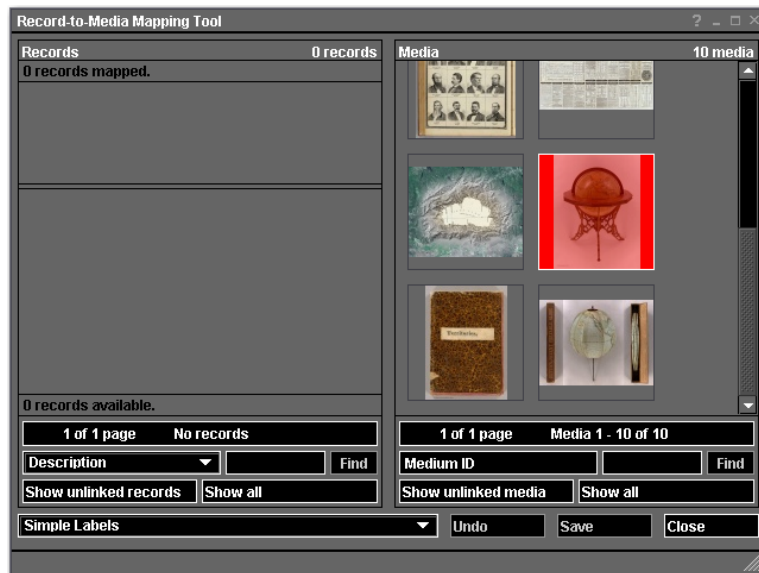 Record-to-Media Mapping Tool
Records 0 records
0 records mapped.
0 records available.
1 of 1 page No records
Description Find
Show unlinked records Show all
Media 10 media
Territories,
1 of 1 page Media 1 - 10 of 10
Medium ID Find
Show unlinked media Show all
Simple Labels Undo Save Close